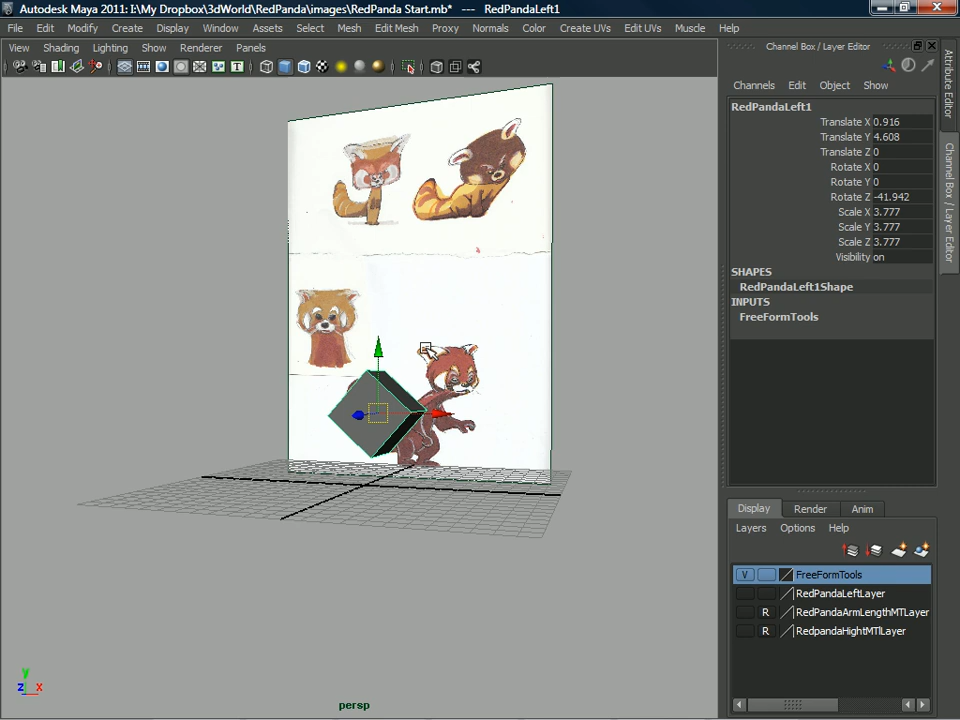 Autodesk Maya 2011: I:\My Dropbox\3dWorld\RedPanda\images\RedPanda Start.mb* --- RedPandaLeft1
File Edit Modify Create Display Window Assets Select Mesh Edit Mesh Proxy Normals Color Create UVs Edit UVs Muscle Help
View Shading Lighting Show Renderer Panels
Channel Box / Layer Editor
Channels Edit Object Show
RedPandaLeft1
Translate X 0.916
Translate Y 4.608
Translate Z 0
Rotate X 0
Rotate Y 0
Rotate Z -41.942
Scale X 3.777
Scale Y 3.777
Scale Z 3.777
Visibility on
SHAPES
RedPandaLeft1Shape
INPUTS
FreeFormTools
Attribute Editor
Channel Box / Layer Editor
Display Render Anim
Layers Options Help
V FreeFormTools
RedPandaLeftLayer
R RedPandaArmLengthMTLayer
R RedpandaHightMTlLayer
y
z x
persp